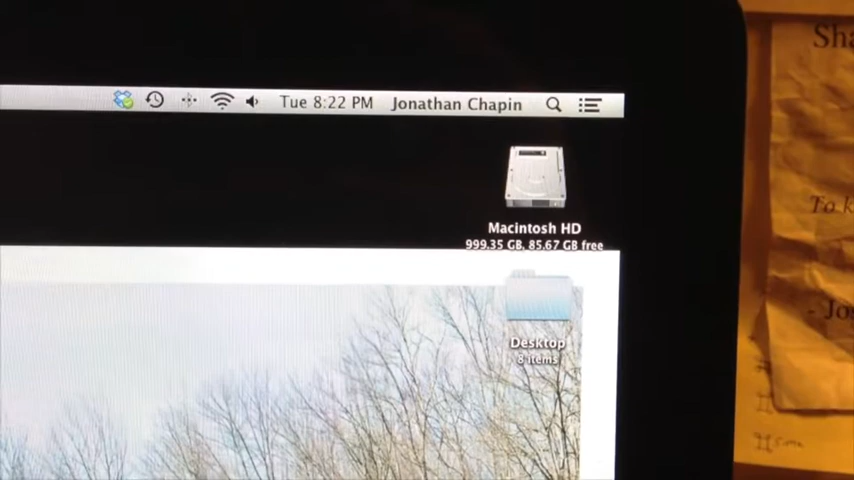 Tue 8:22 PM Jonathan Chapin
Macintosh HD
999.35 GB, 85.67 GB free
Desktop
8 items
Sha
To k
- Jo